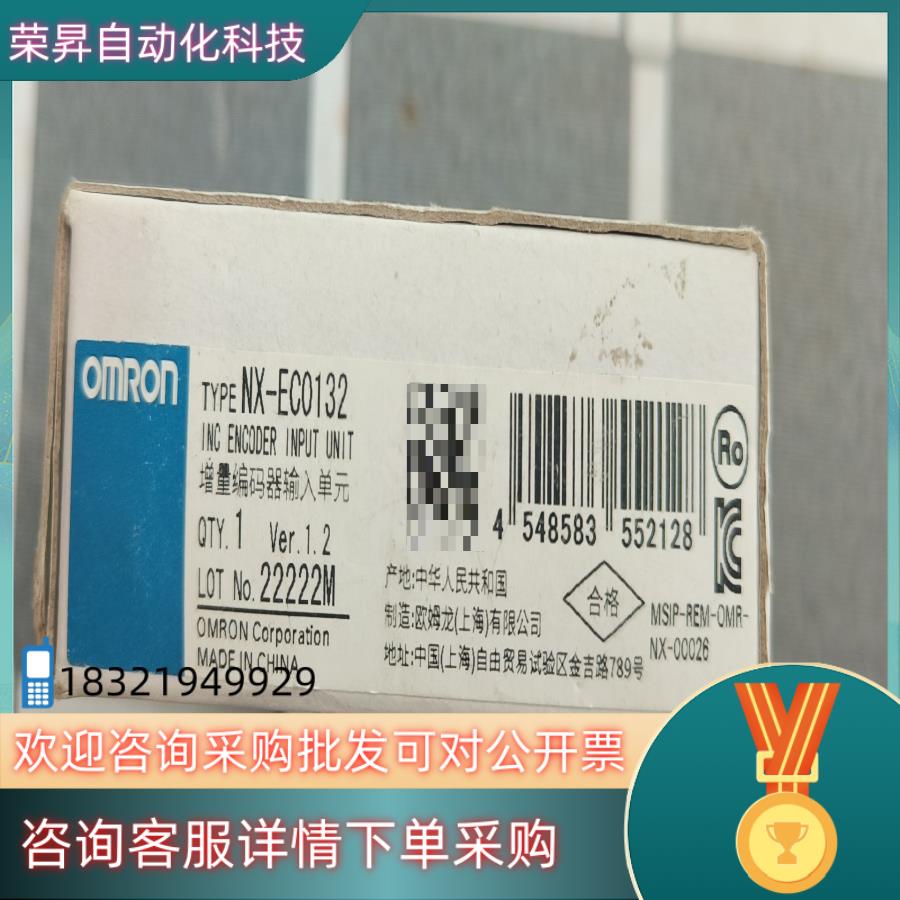 荣昇自动化科技
OMRON
TYPE NX-EC0132
INC ENCODER INPUT UNIT
增量编码器输入单元
QTY. 1 Ver.1.2
LOT No. 22222M
OMRON Corporation
MADE IN CHINA
4 548583 552128
Ro
产地:中华人民共和国
制造:欧姆龙(上海)有限公司
地址:中国(上海)自由贸易试验区金吉路789号
合格
MSIP-REM-OMR-
NX-00026
18321949929
欢迎咨询采购批发可对公开票
咨询客服详情下单采购